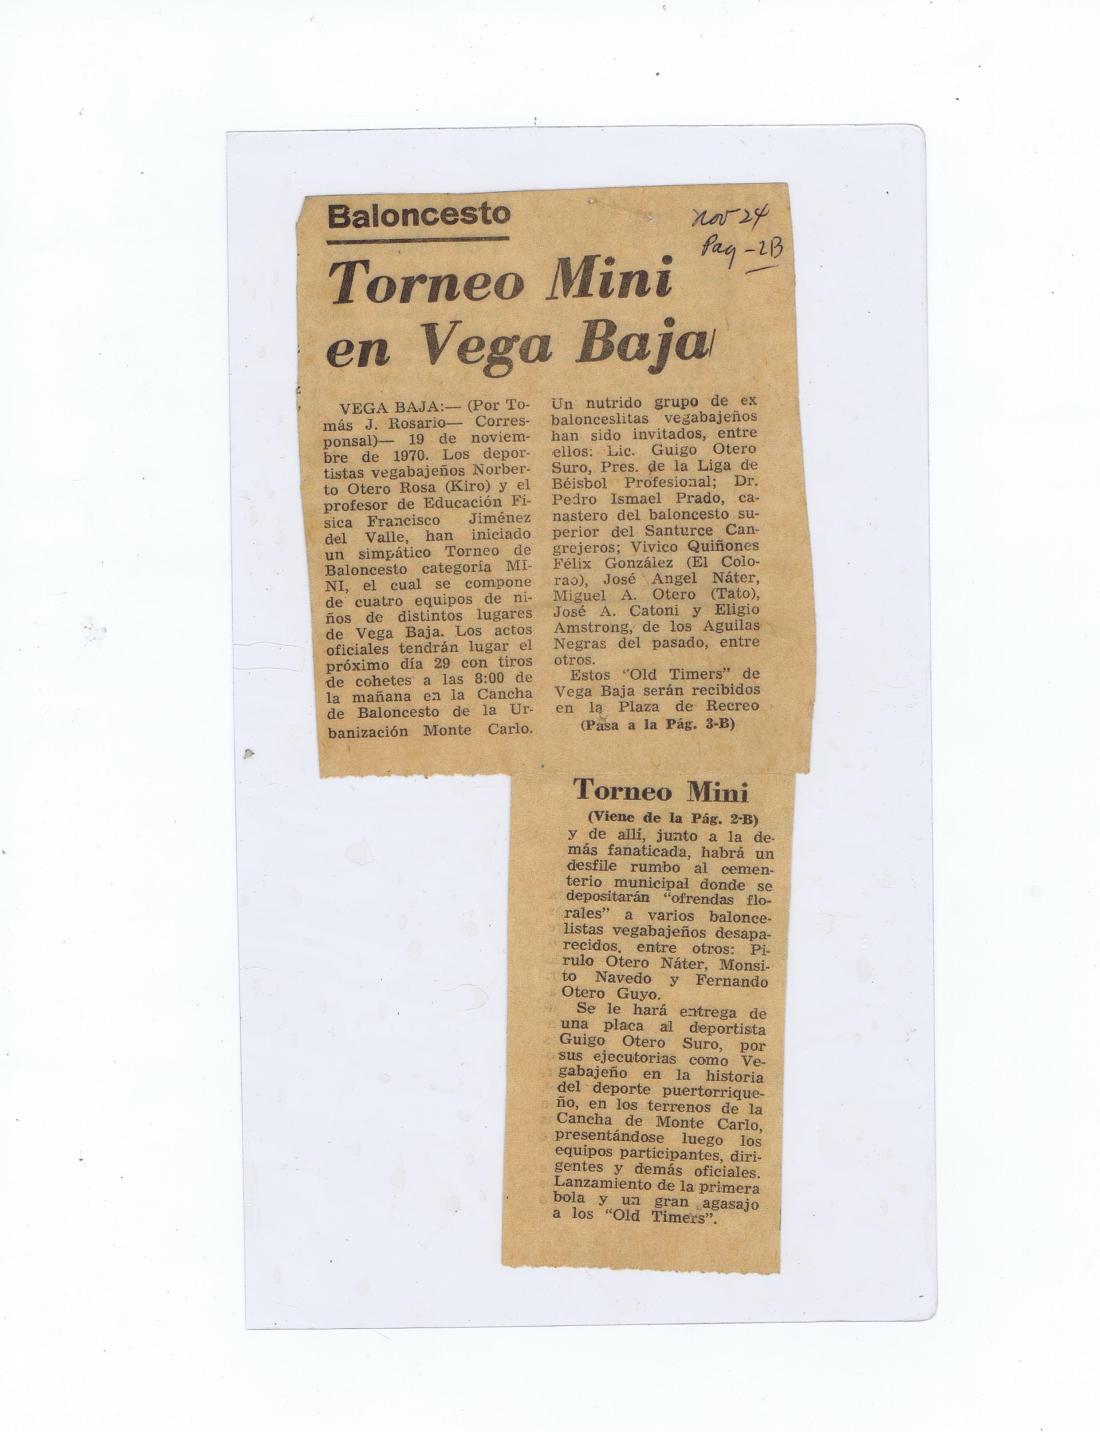 Baloncesto
nov 24
Pag -2B
Torneo Mini
en Vega Baja
VEGA BAJA:— (Por To-
más J. Rosario— Corres-
ponsal)— 19 de noviem-
bre de 1970. Los depor-
tistas vegabajeños Norber-
to Otero Rosa (Kiro) y el
profesor de Educación Fí-
sica Francisco Jiménez
del Valle, han iniciado
un simpático Torneo de
Baloncesto categoría MI-
NI, el cual se compone
de cuatro equipos de ni-
ños de distintos lugares
de Vega Baja. Los actos
oficiales tendrán lugar el
próximo día 29 con tiros
de cohetes a las 8:00 de
la mañana en la Cancha
de Baloncesto de la Ur-
banización Monte Carlo.
Un nutrido grupo de ex
balonceslitas vegabajeños
han sido invitados, entre
ellos: Lic. Guigo Otero
Suro, Pres. de la Liga de
Béisbol Profesional; Dr.
Pedro Ismael Prado, ca-
nastero del baloncesto su-
perior del Santurce Can-
grejeros; Vivico Quiñones
Félix González (El Colo-
rao), José Angel Náter,
Miguel A. Otero (Tato),
José A. Catoni y Eligio
Amstrong, de los Aguilas
Negras del pasado, entre
otros.
Estos "Old Timers" de
Vega Baja serán recibidos
en la Plaza de Recreo
(Pasa a la Pág. 3-B)
Torneo Mini
(Viene de la Pág. 2-B)
y de allí, junto a la de-
más fanaticada, habrá un
desfile rumbo al cemen-
terio municipal donde se
depositarán "ofrendas flo-
rales" a varios balonce-
listas vegabajeños desapa-
recidos, entre otros: Pi-
rulo Otero Náter, Monsi-
to Navedo y Fernando
Otero Guyo.
Se le hará entrega de
una placa al deportista
Guigo Otero Suro, por
sus ejecutorias como Ve-
gabajeño en la historia
del deporte puertorrique-
ño, en los terrenos de la
Cancha de Monte Carlo,
presentándose luego los
equipos participantes, diri-
gentes y demás oficiales.
Lanzamiento de la primera
bola y un gran agasajo
a los "Old Timers".